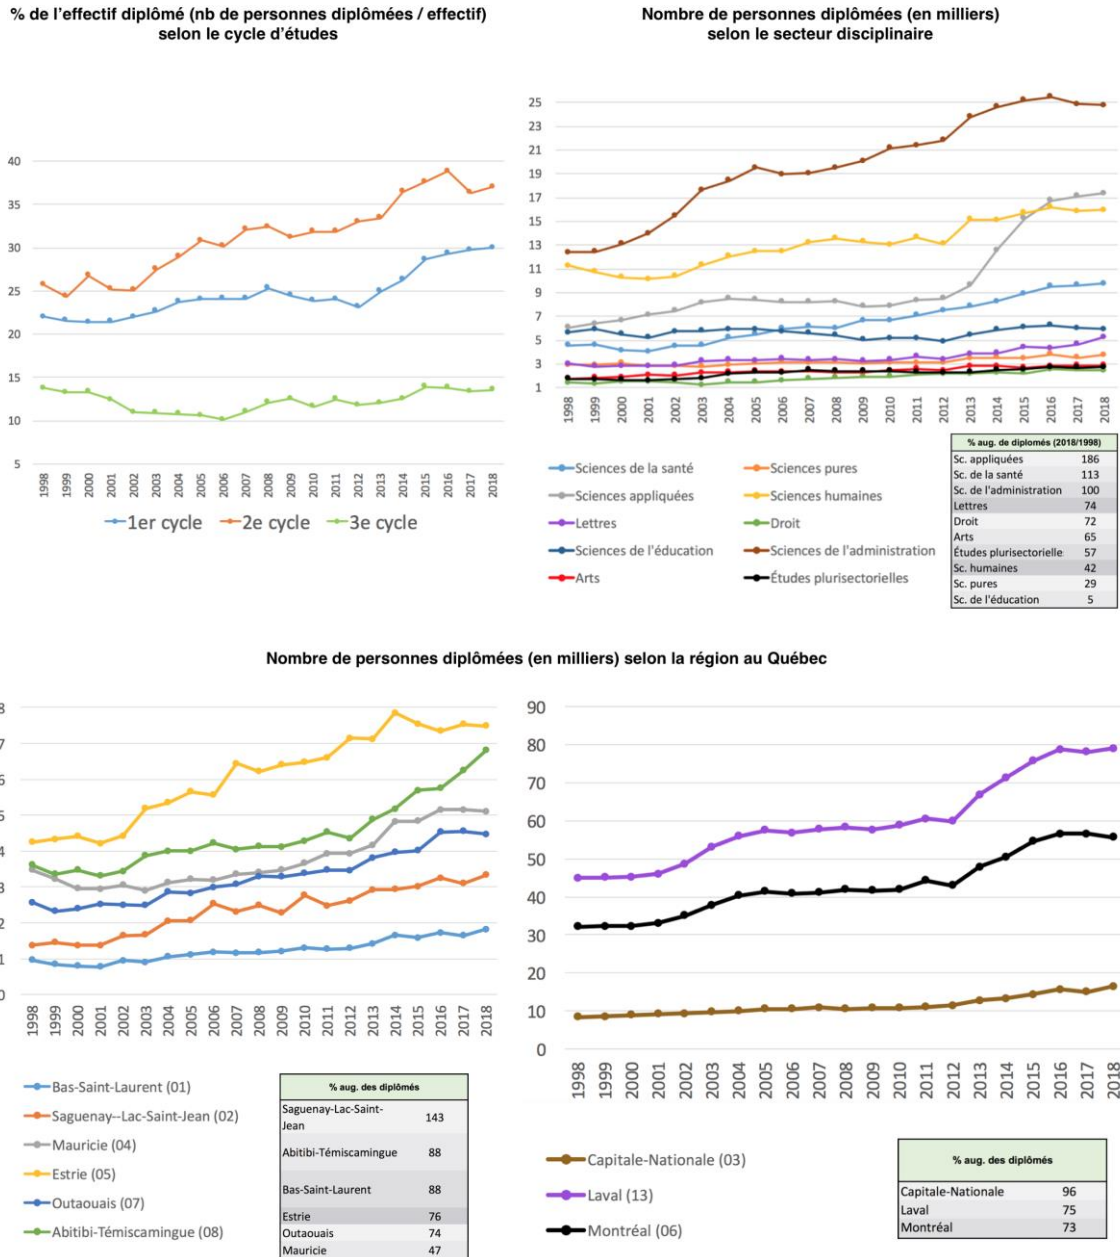 % de l'effectif diplômé (nb de personnes diplômées / effectif)
selon le cycle d'études
40
35
30
25
20
15
10
5
1998 1999 2000 2001 2002 2003 2004 2005 2006 2007 2008 2009 2010 2011 2012 2013 2014 2015 2016 2017 2018
1er cycle 2e cycle 3e cycle
Nombre de personnes diplômées (en milliers)
selon le secteur disciplinaire
25
23
21
19
17
15
13
11
9
7
5
3
1
1998 1999 2000 2001 2002 2003 2004 2005 2006 2007 2008 2009 2010 2011 2012 2013 2014 2015 2016 2017 2018
Sciences de la santé Sciences pures
Sciences appliquées Sciences humaines
Lettres Droit
Sciences de l'éducation Sciences de l'administration
Arts Études plurisectorielles
% aug. de diplomés (2018/1998)
Sc. appliquées 186
Sc. de la santé 113
Sc. de l'administration 100
Lettres 74
Droit 72
Arts 65
Études plurisectorielle 57
Sc. humaines 42
Sc. pures 29
Sc. de l'éducation 5
Nombre de personnes diplômées (en milliers) selon la région au Québec
8
7
6
5
4
3
2
1
0
1998 1999 2000 2001 2002 2003 2004 2005 2006 2007 2008 2009 2010 2011 2012 2013 2014 2015 2016 2017 2018
Bas-Saint-Laurent (01)
Saguenay--Lac-Saint-Jean (02)
Mauricie (04)
Estrie (05)
Outaouais (07)
Abitibi-Témiscamingue (08)
% aug. des diplômés
Saguenay-Lac-Saint-
Jean 143
Abitibi-Témiscamingue 88
Bas-Saint-Laurent 88
Estrie 76
Outaouais 74
Mauricie 47
90
80
70
60
50
40
30
20
10
0
1998 1999 2000 2001 2002 2003 2004 2005 2006 2007 2008 2009 2010 2011 2012 2013 2014 2015 2016 2017 2018
Capitale-Nationale (03)
Laval (13)
Montréal (06)
% aug. des diplômés
Capitale-Nationale 96
Laval 75
Montréal 73